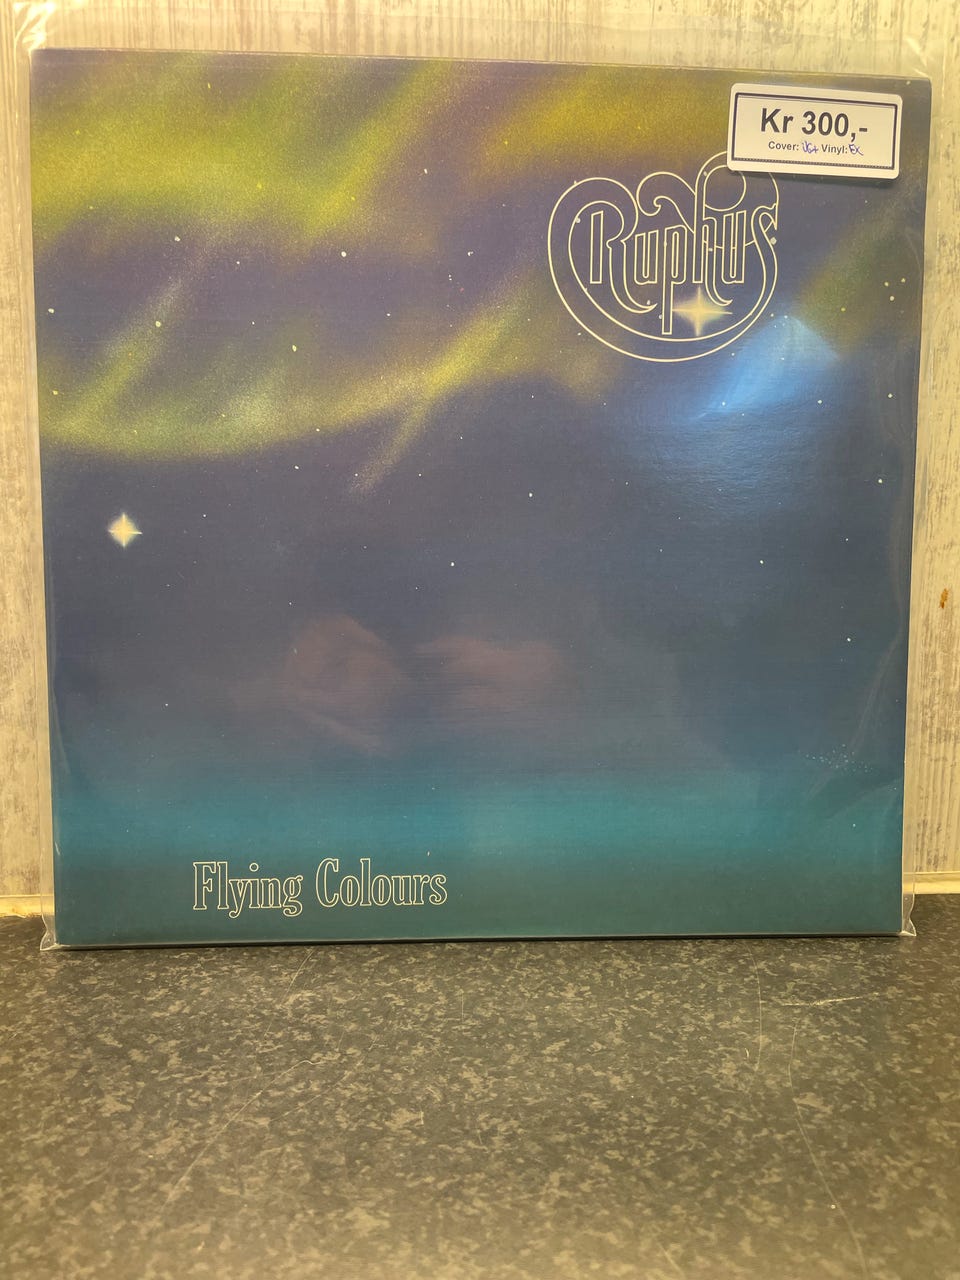 Kr 300,-
Cover: VG+ Vinyl: EX
Ruphus
Flying Colours